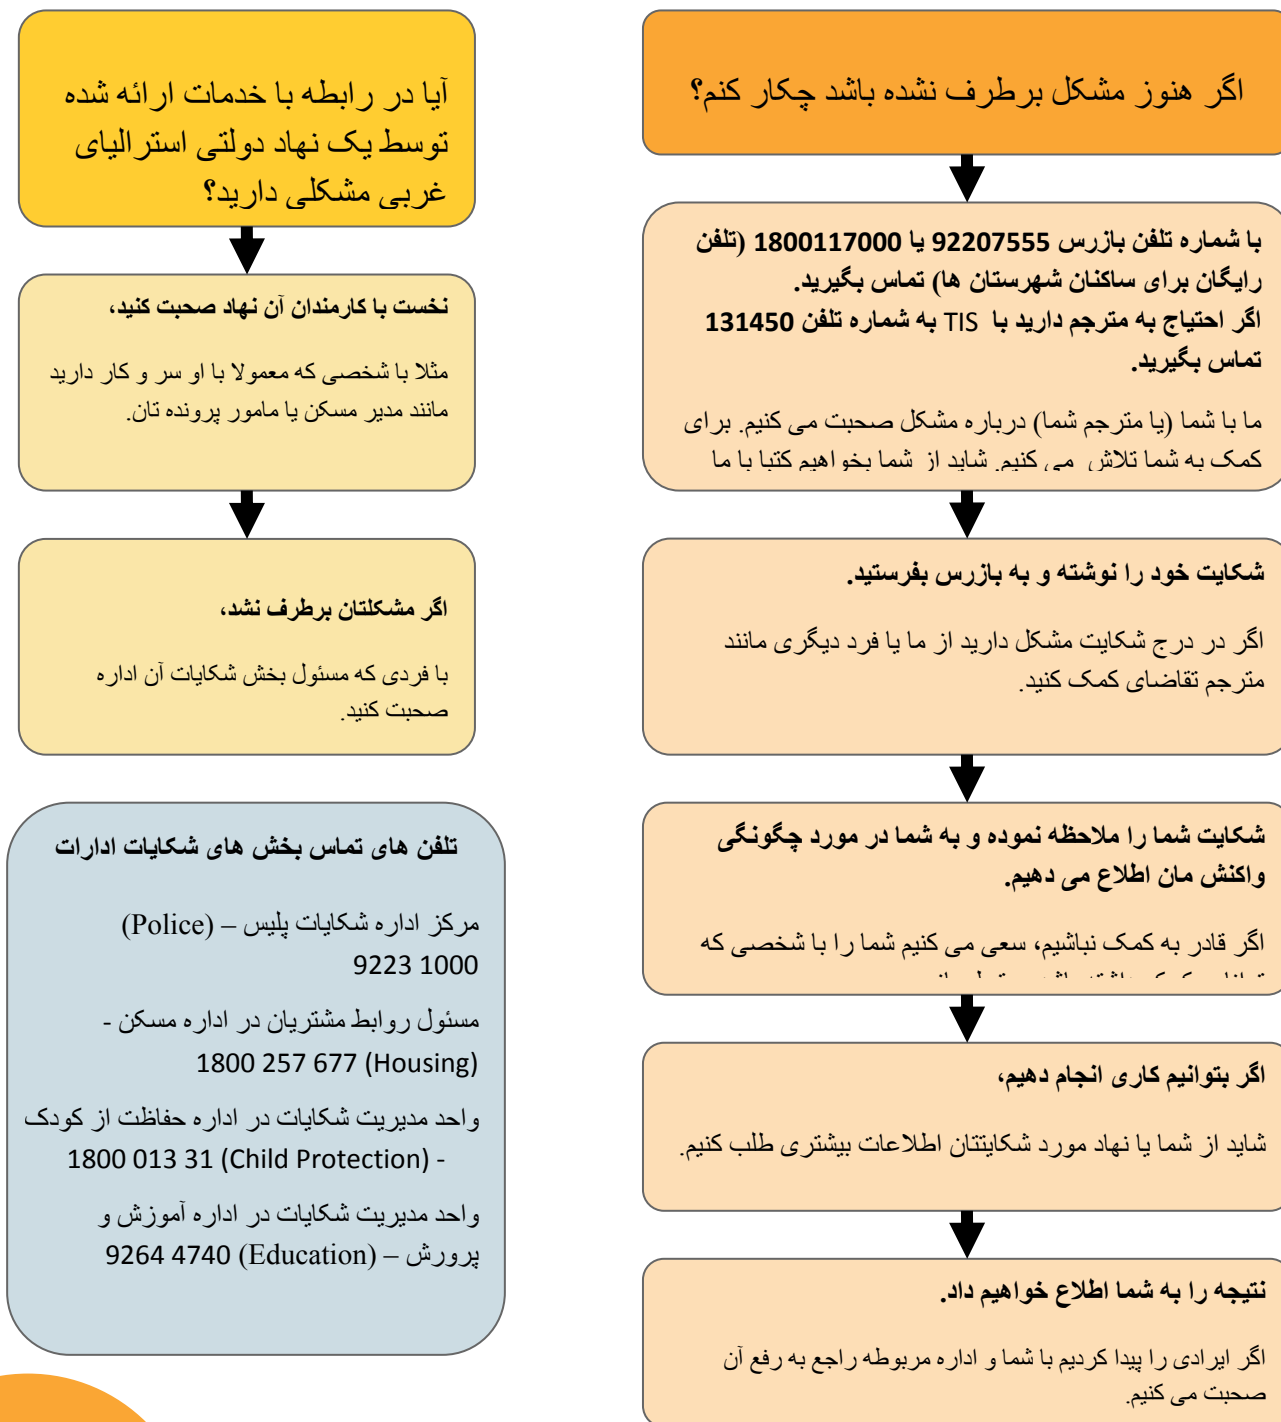 آیا در رابطه با خدمات ارائه شده
توسط یک نهاد دولتی استرالیای
غربی مشکلی دارید؟
نخست با کارمندان آن نهاد صحبت کنید،
مثلا با شخصی که معمولا با او سر و کار دارید
مانند مدیر مسکن یا مامور پرونده تان.
اگر مشکلتان برطرف نشد،
با فردی که مسئول بخش شکایات آن اداره
صحبت کنید.
تلفن های تماس بخش های شکایات ادارات
مرکز اداره شکایات پلیس – (Police)
9223 1000
مسئول روابط مشتریان در اداره مسکن -
1800 257 677 (Housing)
واحد مدیریت شکایات در اداره حفاظت از کودک
1800 013 31 (Child Protection) -
واحد مدیریت شکایات در اداره آموزش و
پرورش – (Education) 9264 4740
اگر هنوز مشکل برطرف نشده باشد چکار کنم؟
با شماره تلفن بازرس 92207555 یا 1800117000 (تلفن
رایگان برای ساکنان شهرستان ها) تماس بگیرید.
اگر احتیاج به مترجم دارید با TIS به شماره تلفن 131450
تماس بگیرید.
ما با شما (یا مترجم شما) درباره مشکل صحبت می کنیم. برای
کمک به شما تلاش می کنیم. شاید از شما بخواهیم کتبا با ما
شکایت خود را نوشته و به بازرس بفرستید.
اگر در درج شکایت مشکل دارید از ما یا فرد دیگری مانند
مترجم تقاضای کمک کنید.
شکایت شما را ملاحظه نموده و به شما در مورد چگونگی
واکنش مان اطلاع می دهیم.
اگر قادر به کمک نباشیم، سعی می کنیم شما را با شخصی که
اگر بتوانیم کاری انجام دهیم،
شاید از شما یا نهاد مورد شکایتتان اطلاعات بیشتری طلب کنیم.
نتیجه را به شما اطلاع خواهیم داد.
اگر ایرادی را پیدا کردیم با شما و اداره مربوطه راجع به رفع آن
صحبت می کنیم.